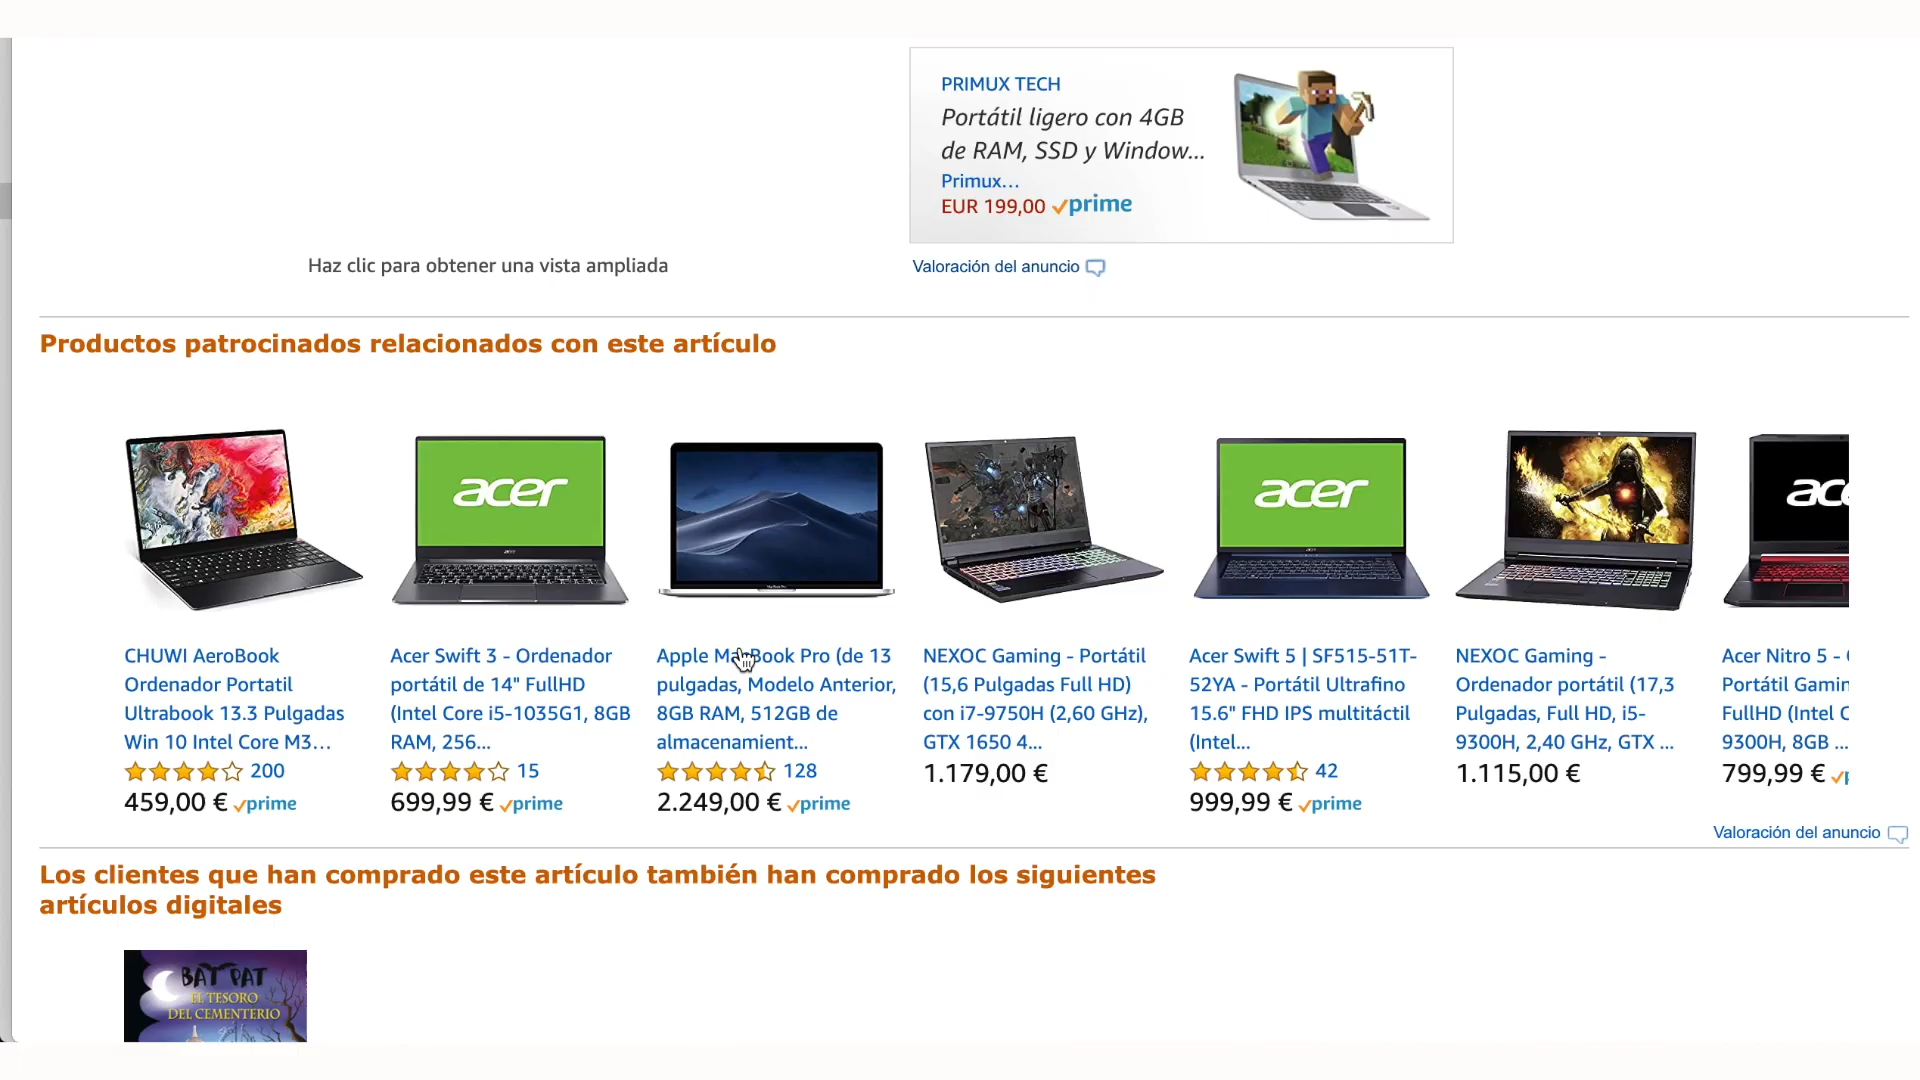 PRIMUX TECH
Portátil ligero con 4GB
de RAM, SSD y Window...
Primux...
EUR 199,00 prime
Haz clic para obtener una vista ampliada
Valoración del anuncio
Productos patrocinados relacionados con este artículo
acer
acer
CHUWI AeroBook
Ordenador Portatil
Ultrabook 13.3 Pulgadas
Win 10 Intel Core M3...
200
459,00 € prime
Acer Swift 3 - Ordenador
portátil de 14" FullHD
(Intel Core i5-1035G1, 8GB
RAM, 256...
15
699,99 € prime
Apple MacBook Pro (de 13
pulgadas, Modelo Anterior,
8GB RAM, 512GB de
almacenamient...
128
2.249,00 € prime
NEXOC Gaming - Portátil
(15,6 Pulgadas Full HD)
con i7-9750H (2,60 GHz),
GTX 1650 4...
1.179,00 €
Acer Swift 5 | SF515-51T-
52YA - Portátil Ultrafino
15.6" FHD IPS multitáctil
(Intel...
42
999,99 € prime
NEXOC Gaming -
Ordenador portátil (17,3
Pulgadas, Full HD, i5-
9300H, 2,40 GHz, GTX ...
1.115,00 €
Acer Nitro 5 -
Portátil Gamin
FullHD (Intel C
9300H, 8GB ...
799,99 €
Valoración del anuncio
Los clientes que han comprado este artículo también han comprado los siguientes
artículos digitales
BAT PAT
EL TESORO
DEL CEMENTERIO